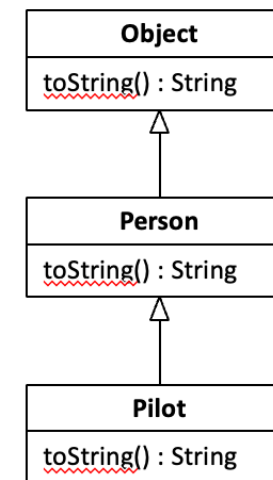 Object
toString() : String
Person
toString() : String
Pilot
toString() : String